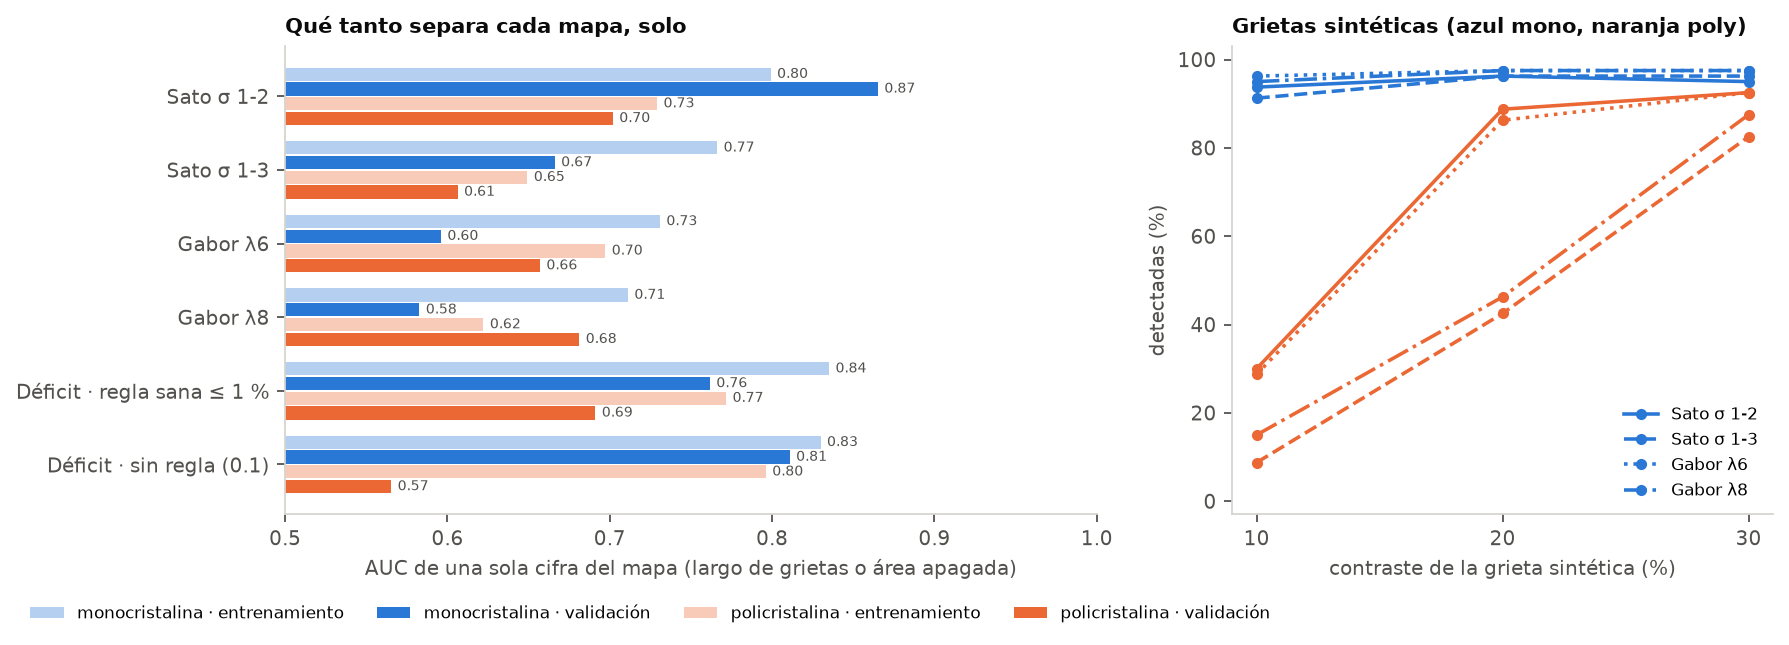 Qué tanto separa cada mapa, solo
Sato σ 1-2
0.80
0.87
0.73
0.70
Sato σ 1-3
0.77
0.67
0.65
0.61
Gabor λ6
0.73
0.60
0.70
0.66
Gabor λ8
0.71
0.58
0.62
0.68
Déficit · regla sana ≤ 1 %
0.84
0.76
0.77
0.69
Déficit · sin regla (0.1)
0.83
0.81
0.80
0.57
0.5 0.6 0.7 0.8 0.9 1.0
AUC de una sola cifra del mapa (largo de grietas o área apagada)
Grietas sintéticas (azul mono, naranja poly)
detectadas (%)
100
80
60
40
20
0
Sato σ 1-2
Sato σ 1-3
Gabor λ6
Gabor λ8
10 20 30
contraste de la grieta sintética (%)
monocristalina · entrenamiento monocristalina · validación policristalina · entrenamiento policristalina · validación